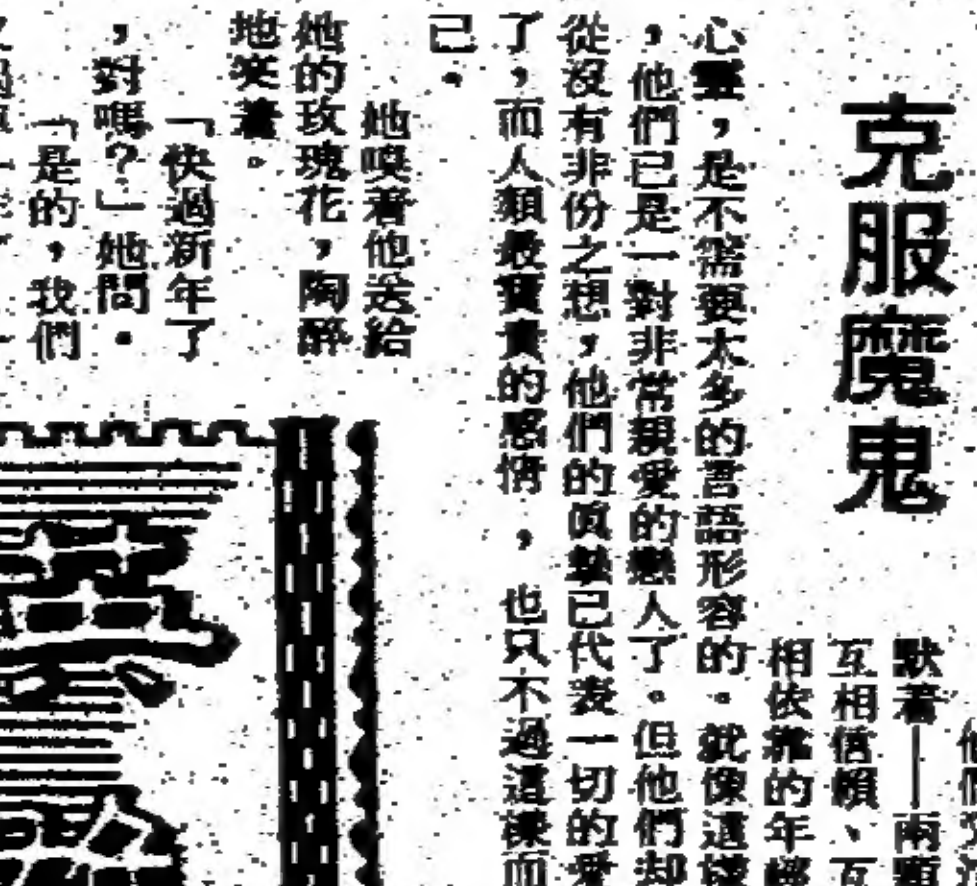 克服魔鬼
默着——兩顆
互相信賴、互
相依靠的年輕
心靈，是不需要太多的言語形容的。就像這樣
，他們已是一對非常親愛的戀人了。但他們却
從沒有非份之想，他們的眞摯已代表一切的愛
了，而人類最寶貴的感情，也只不過這樣而
已。
她嗅着他送給
她的玫瑰花，陶醉
地笑着。
「快過新年了
，對嗎？」她問。
「是的，我們